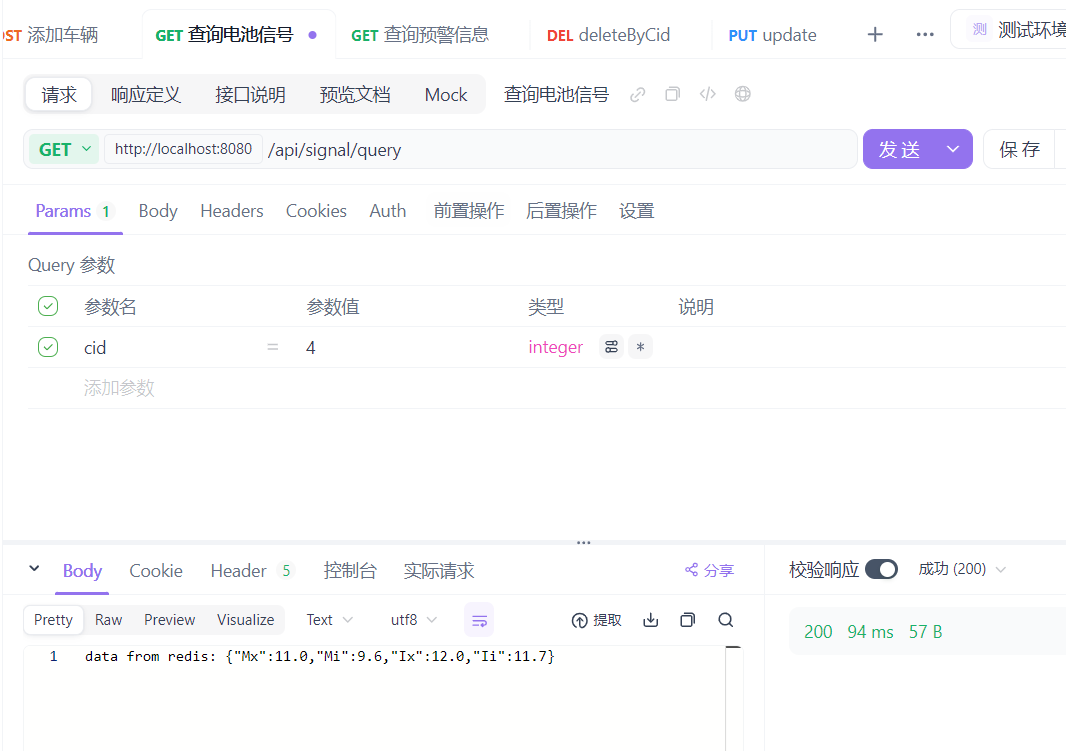 OST 添加车辆 GET 查询电池信号 GET 查询预警信息 DEL deleteByCid PUT update 测 测试环境
请求 响应定义 接口说明 预览文档 Mock 查询电池信号
GET http://localhost:8080 /api/signal/query 发送 保存
Params 1 Body Headers Cookies Auth 前置操作 后置操作 设置
Query 参数
参数名 参数值 类型 说明
cid = 4 integer *
添加参数
Body Cookie Header 5 控制台 实际请求 分享 校验响应 成功 (200)
Pretty Raw Preview Visualize Text utf8 提取
200 94 ms 57 B
1 data from redis: {"Mx":11.0,"Mi":9.6,"Ix":12.0,"Ii":11.7}